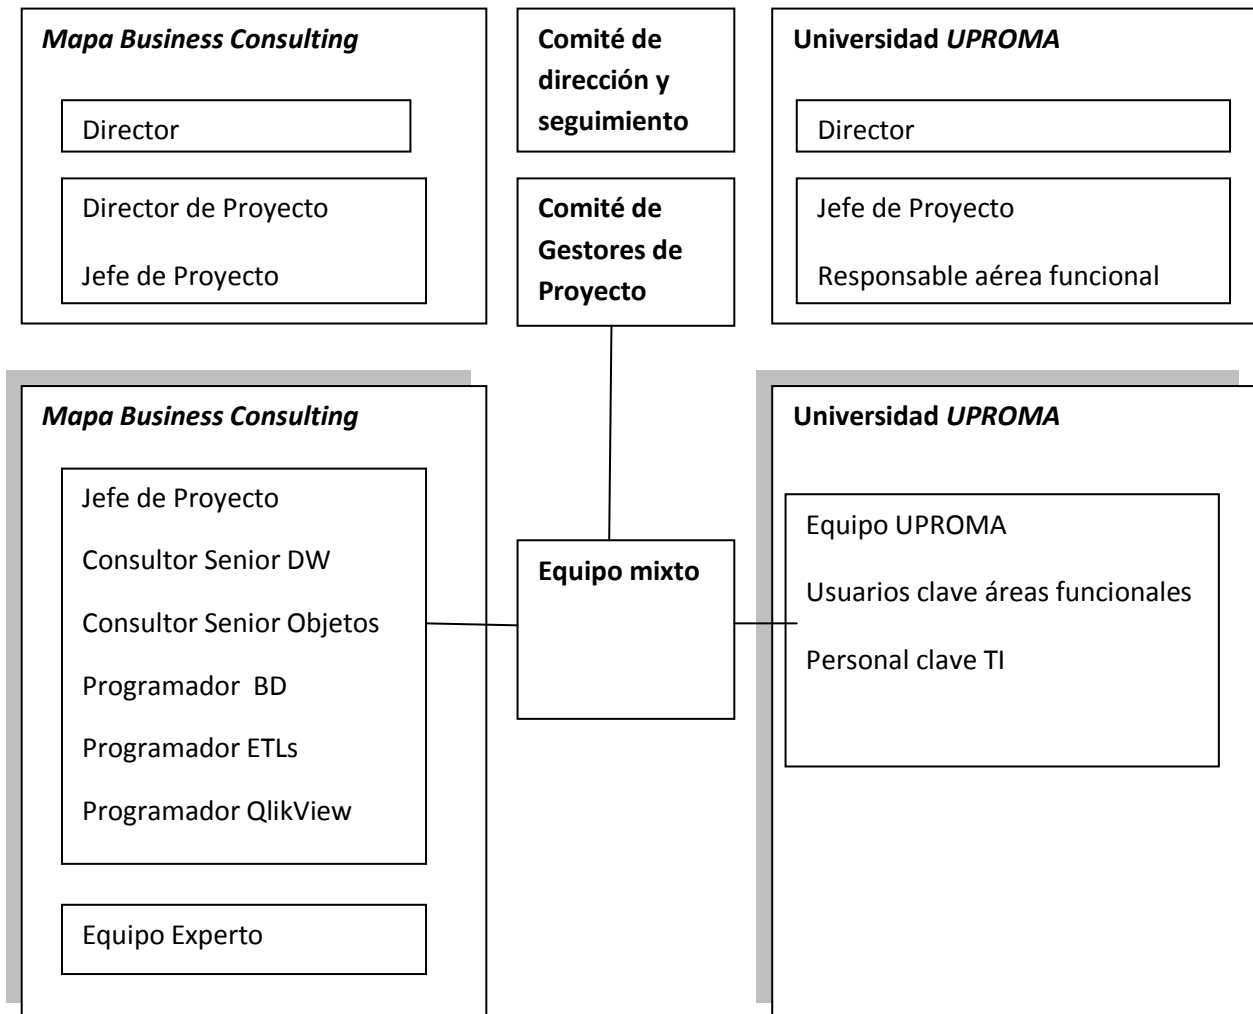 Mapa Business Consulting
Director
Director de Proyecto
Jefe de Proyecto
Comité de
dirección y
seguimiento
Comité de
Gestores de
Proyecto
Universidad UPROMA
Director
Jefe de Proyecto
Responsable aérea funcional
Mapa Business Consulting
Jefe de Proyecto
Consultor Senior DW
Consultor Senior Objetos
Programador BD
Programador ETLs
Programador QlikView
Equipo Experto
Equipo mixto
Universidad UPROMA
Equipo UPROMA
Usuarios clave áreas funcionales
Personal clave TI